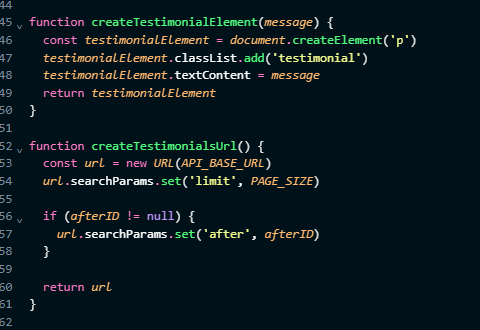 44
45 function createTestimonialElement(message) {
46 const testimonialElement = document.createElement('p')
47 testimonialElement.classList.add('testimonial')
48 testimonialElement.textContent = message
49 return testimonialElement
50 }
51
52 function createTestimonialsUrl() {
53 const url = new URL(API_BASE_URL)
54 url.searchParams.set('limit', PAGE_SIZE)
55
56 if (afterID != null) {
57 url.searchParams.set('after', afterID)
58 }
59
60 return url
61 }
62